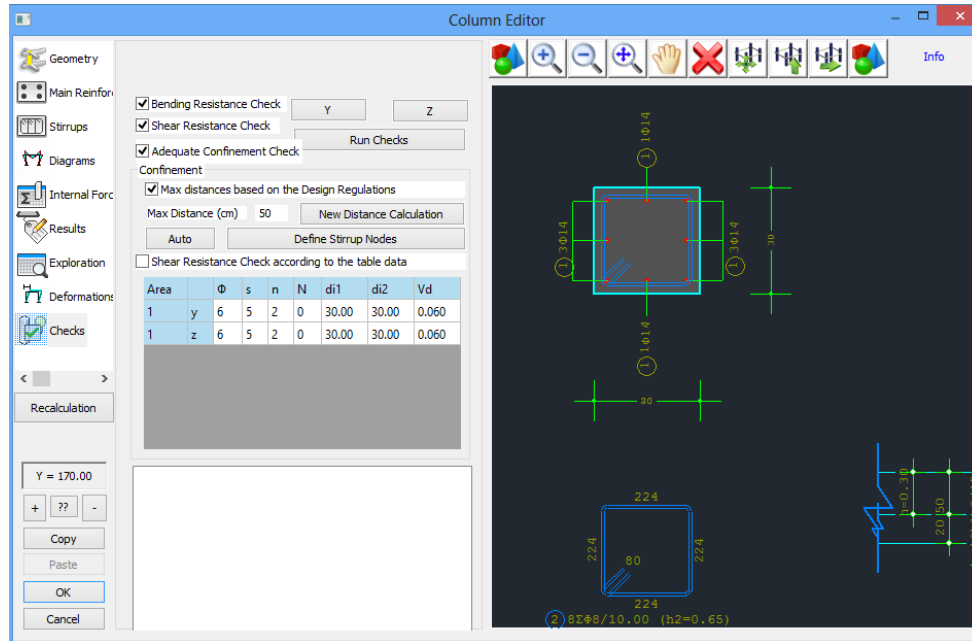 Column Editor
Geometry
Main Reinfor
Stirrups
Diagrams
Internal Forc
Results
Exploration
Deformations
Checks
Recalculation
Y = 170.00
+ ?? -
Copy
Paste
OK
Cancel
Bending Resistance Check
Y
Z
Shear Resistance Check
Run Checks
Adequate Confinement Check
Confinement
Max distances based on the Design Regulations
Max Distance (cm) 50 New Distance Calculation
Auto Define Stirrup Nodes
Shear Resistance Check according to the table data
Area Φ s n N di1 di2 Vd
1 y 6 5 2 0 30.00 30.00 0.060
1 z 6 5 2 0 30.00 30.00 0.060
Info
1 1Φ14
1 3Φ14
1 3Φ14
30
1 1Φ14
30
224
224
80
224
224
2 8ΣΦ8/10.00 (h2=0.65)
h=0.30
20
50